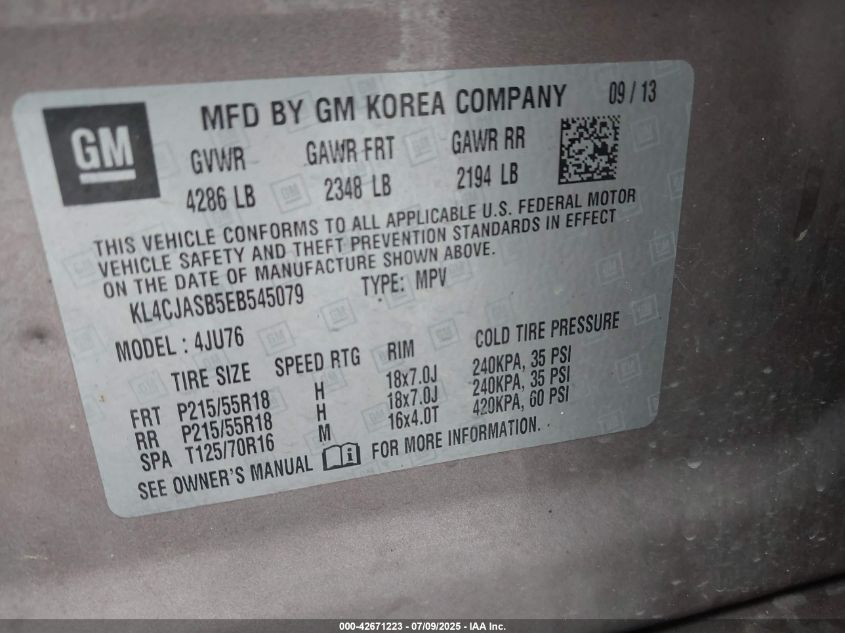 GM
MFD BY GM KOREA COMPANY 09 / 13
GVWR GAWR FRT GAWR RR
4286 LB 2348 LB 2194 LB
THIS VEHICLE CONFORMS TO ALL APPLICABLE U.S. FEDERAL MOTOR
VEHICLE SAFETY AND THEFT PREVENTION STANDARDS IN EFFECT
ON THE DATE OF MANUFACTURE SHOWN ABOVE.
KL4CJASB5EB545079 TYPE: MPV
MODEL : 4JU76
TIRE SIZE SPEED RTG RIM COLD TIRE PRESSURE
FRT P215/55R18 H 18x7.0J 240KPA, 35 PSI
RR P215/55R18 H 18x7.0J 240KPA, 35 PSI
SPA T125/70R16 M 16x4.0T 420KPA, 60 PSI
SEE OWNER'S MANUAL i FOR MORE INFORMATION.
000-42671223 - 07/09/2025 - IAA Inc.